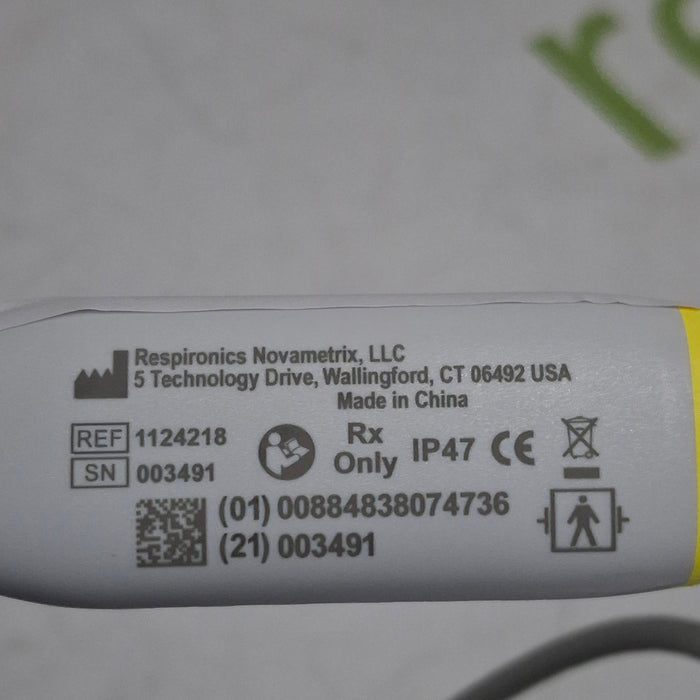 Respironics Novametrix, LLC
5 Technology Drive, Wallingford, CT 06492 USA
Made in China
REF 1124218
SN 003491
Rx Only
IP47
CE
(01) 00884838074736
(21) 003491